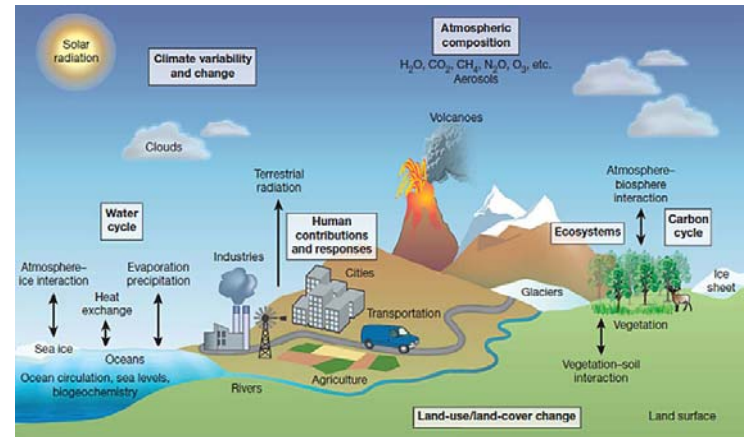 Solar
radiation
Climate variability
and change
Atmospheric
composition
H₂O, CO₂, CH₄, N₂O, O₃, etc.
Aerosols
Volcanoes
Clouds
Terrestrial
radiation
Atmosphere–
biosphere
interaction
Water
cycle
Human
contributions
and responses
Ecosystems
Carbon
cycle
Industries
Cities
Atmosphere–
ice interaction
Evaporation
precipitation
Heat
exchange
Transportation
Glaciers
Ice
sheet
Vegetation
Sea ice
Oceans
Ocean circulation, sea levels,
biogeochemistry
Rivers
Agriculture
Vegetation–soil
interaction
Land-use/land-cover change
Land surface